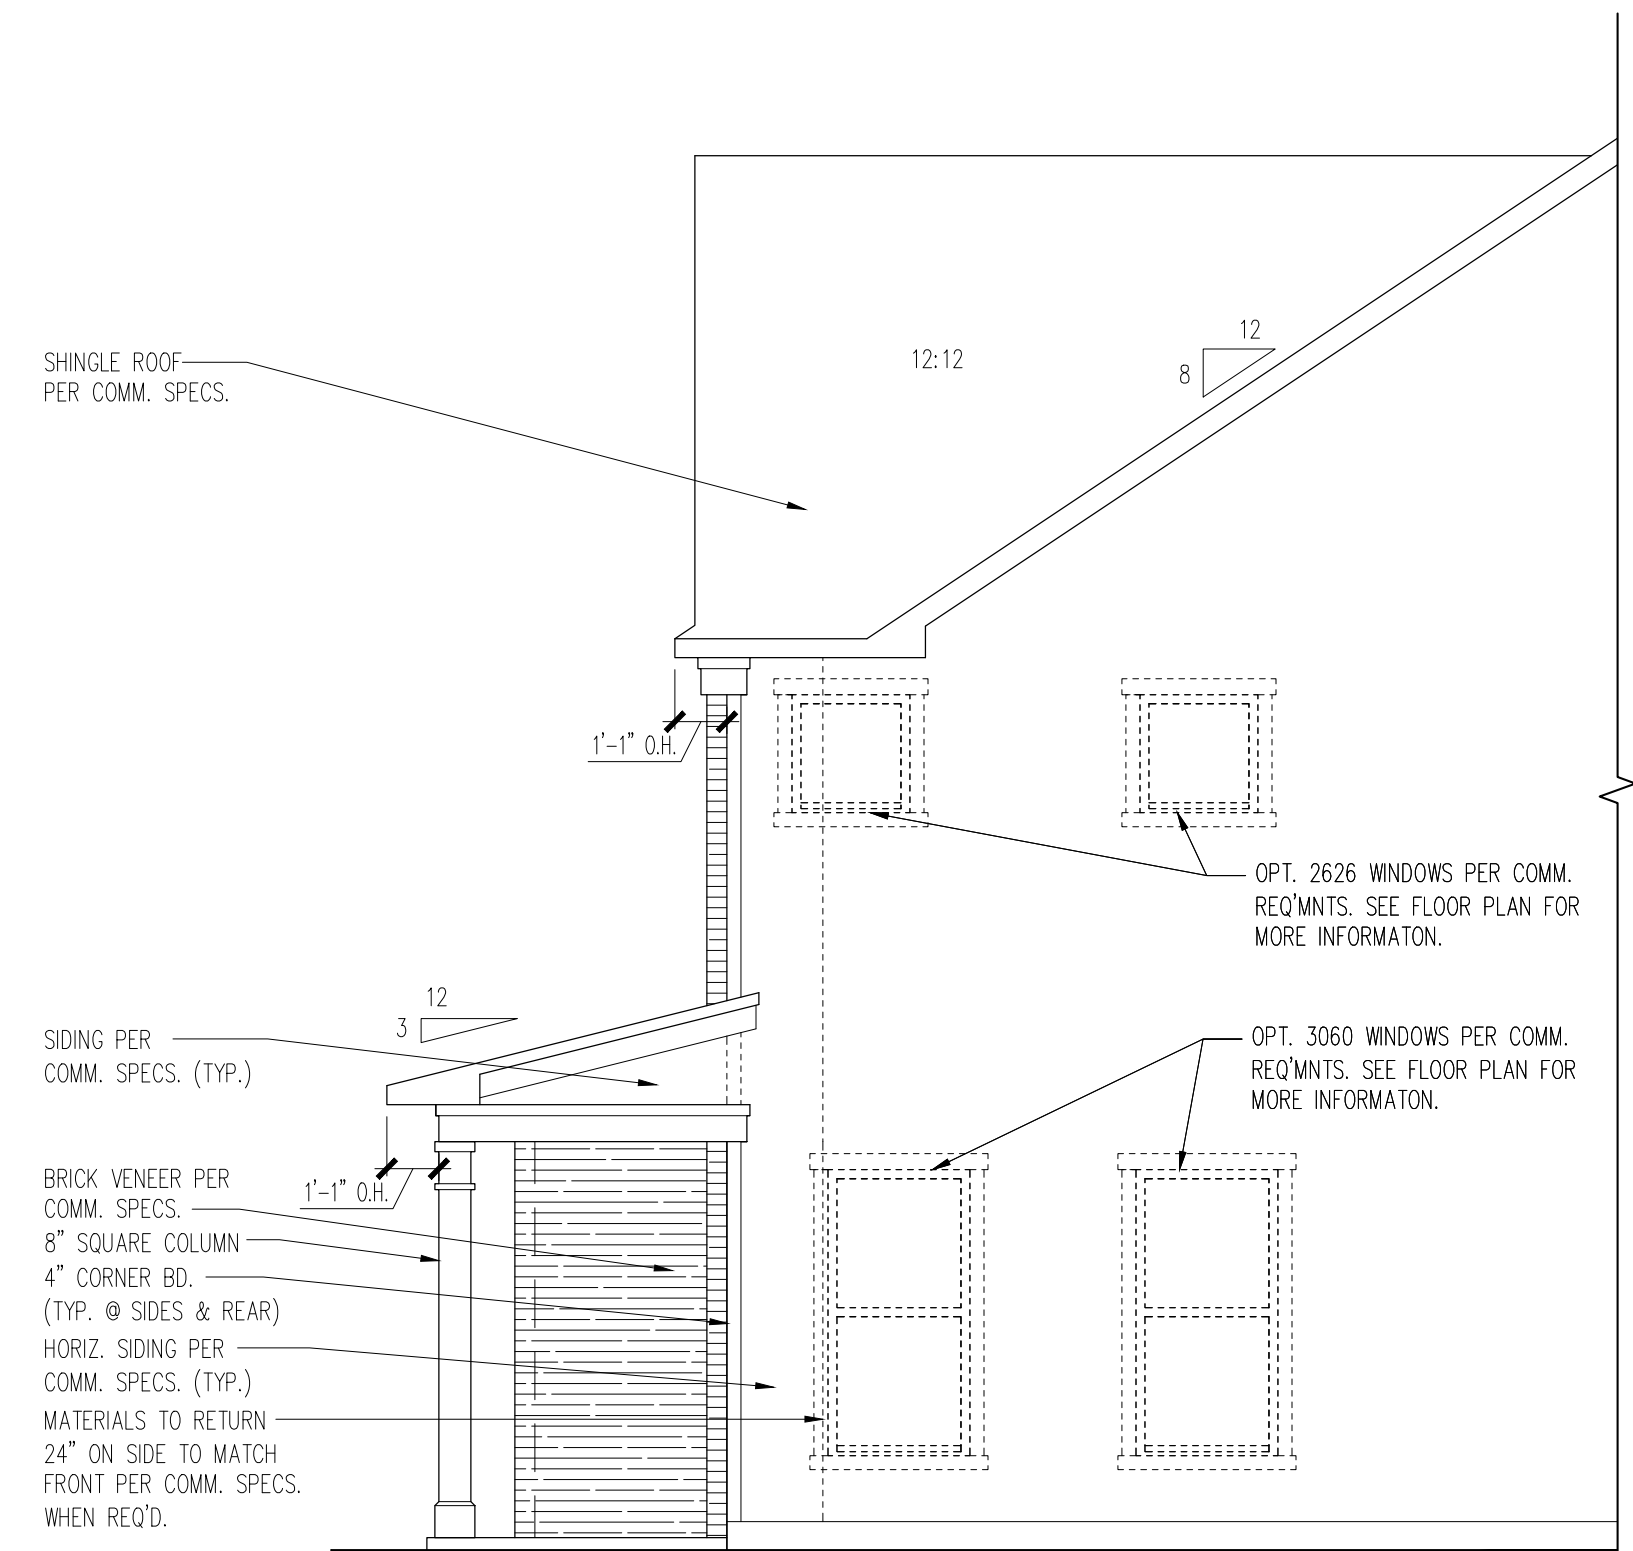 SHINGLE ROOF
PER COMM. SPECS.
12:12
12
8
1'-1" O.H.
OPT. 2626 WINDOWS PER COMM.
REQ'MNTS. SEE FLOOR PLAN FOR
MORE INFORMATON.
12
3
SIDING PER
COMM. SPECS. (TYP.)
OPT. 3060 WINDOWS PER COMM.
REQ'MNTS. SEE FLOOR PLAN FOR
MORE INFORMATON.
1'-1" O.H.
BRICK VENEER PER
COMM. SPECS.
8" SQUARE COLUMN
4" CORNER BD.
(TYP. @ SIDES & REAR)
HORIZ. SIDING PER
COMM. SPECS. (TYP.)
MATERIALS TO RETURN
24" ON SIDE TO MATCH
FRONT PER COMM. SPECS.
WHEN REQ'D.